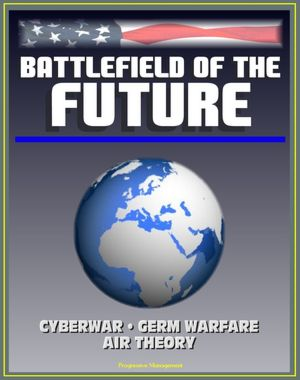 BATTLEFIELD OF THE
FUTURE
CYBERWAR • GERM WARFARE
AIR THEORY
Progressive Management